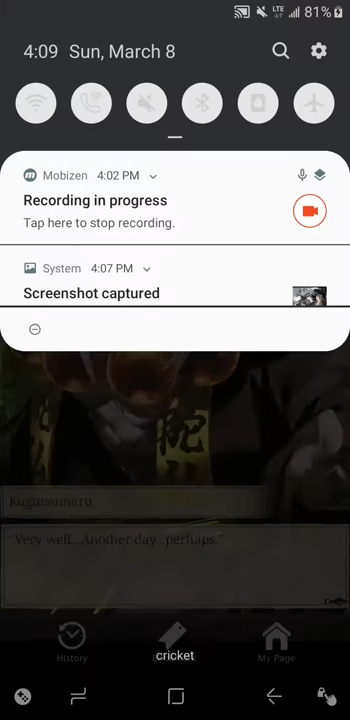 LTE 81%
4:09 Sun, March 8
Mobizen 4:02 PM
Recording in progress
Tap here to stop recording.
System 4:07 PM
Screenshot captured
Kugutsumaru
"Very well...Another day...perhaps."
History
My Page
cricket